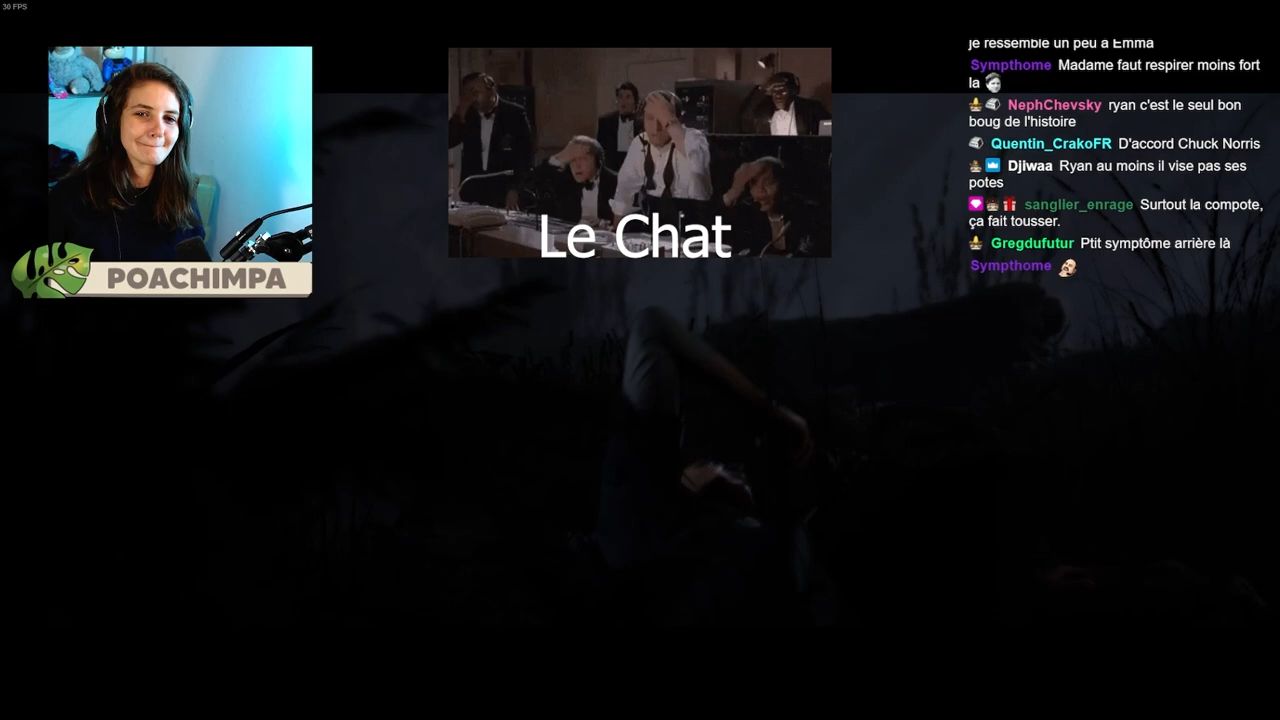 30 FPS
POACHIMPA
Le Chat
je ressemble un peu à Emma
Sympthome Madame faut respirer moins fort
la
NephChevsky ryan c'est le seul bon
boug de l'histoire
Quentin_CrakoFR D'accord Chuck Norris
Djiwaa Ryan au moins il vise pas ses
potes
sangller_enrage Surtout la compote,
ça fait tousser.
Gregdufutur Ptit symptôme arrière là
Sympthome